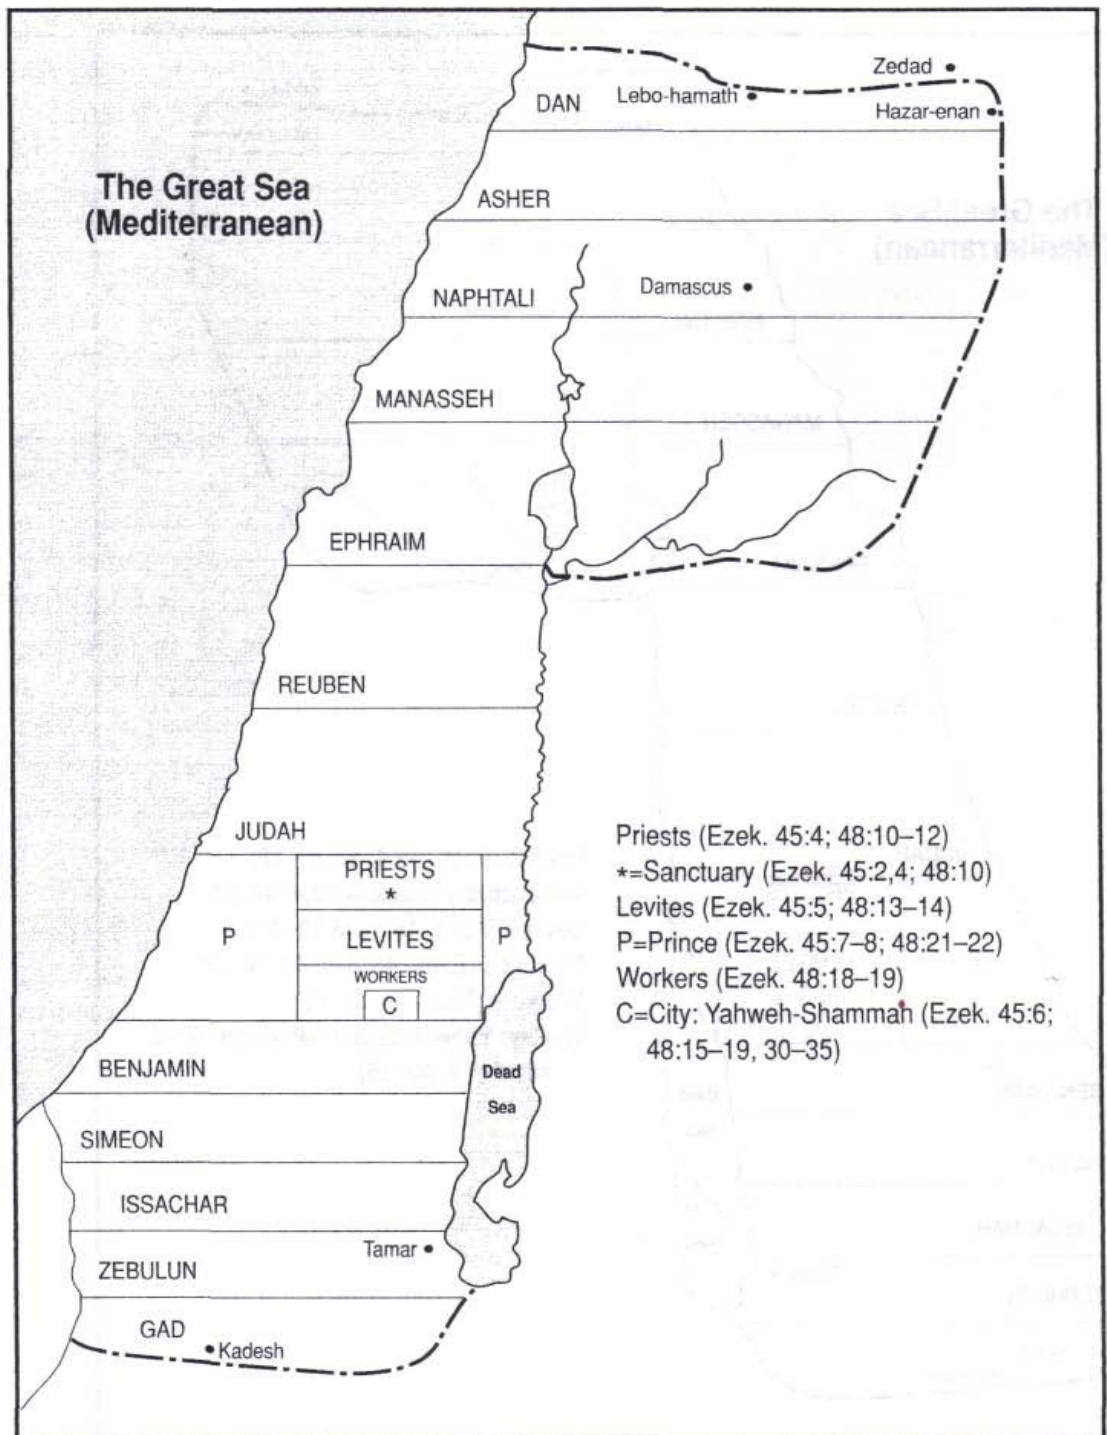 Zedad
Lebo-hamath
DAN
Hazar-enan
The Great Sea
(Mediterranean)
ASHER
Damascus
NAPHTALI
MANASSEH
EPHRAIM
REUBEN
JUDAH
PRIESTS
*
P
LEVITES
P
WORKERS
C
Priests (Ezek. 45:4; 48:10–12)
*=Sanctuary (Ezek. 45:2,4; 48:10)
Levites (Ezek. 45:5; 48:13–14)
P=Prince (Ezek. 45:7–8; 48:21–22)
Workers (Ezek. 48:18–19)
C=City: Yahweh-Shammah (Ezek. 45:6;
48:15–19, 30–35)
BENJAMIN
Dead
Sea
SIMEON
ISSACHAR
Tamar
ZEBULUN
GAD
Kadesh